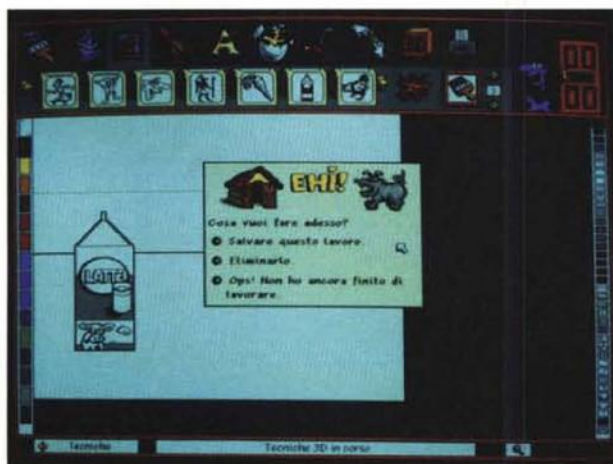 A
EHI!
Cosa vuoi fare adesso?
Salvare questo lavoro.
Eliminarlo.
Ops! Non ho ancora finito di
lavorare.
LATTE
Tecniche
Tecniche 3D in corso